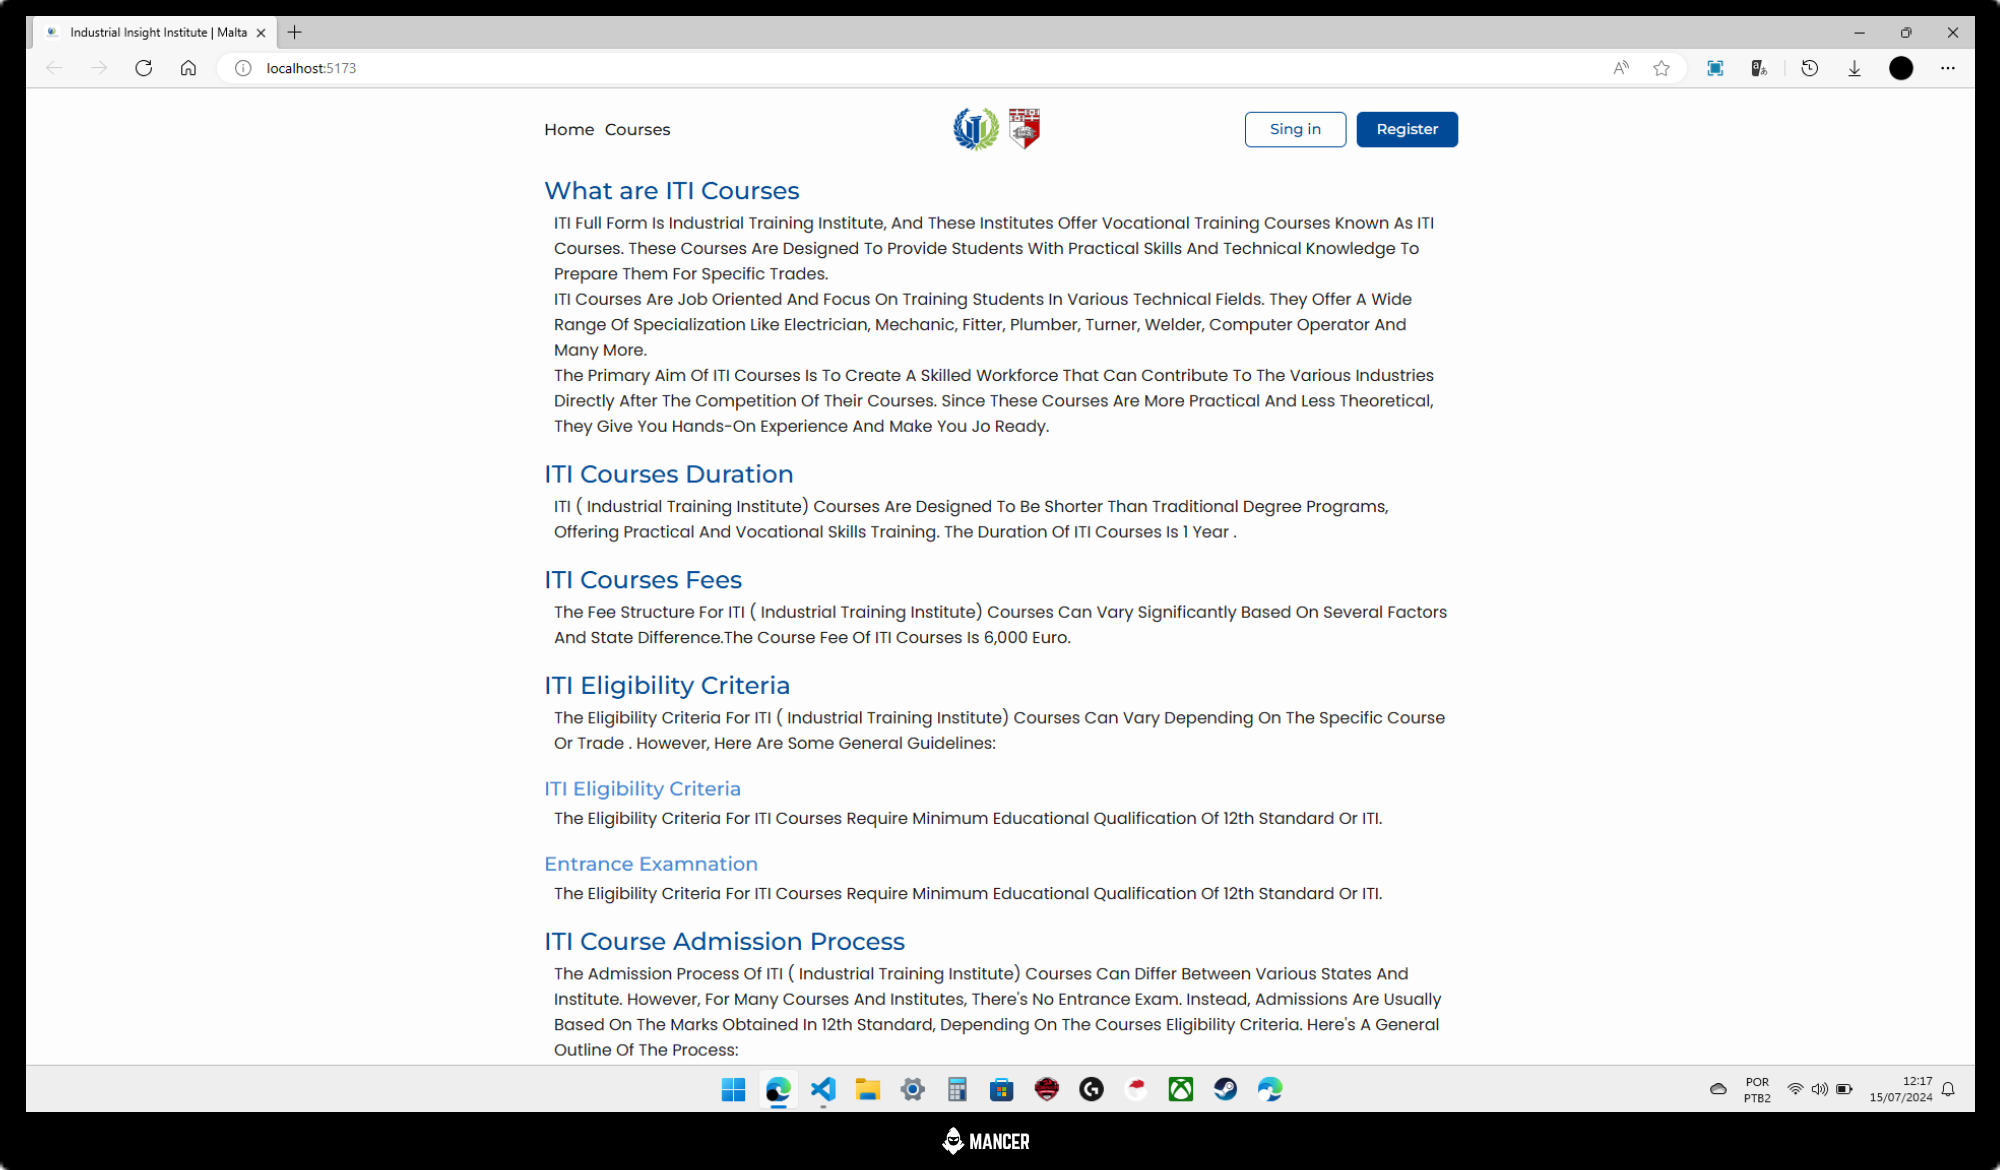 Industrial Insight Institute | Malta
localhost:5173
Home Courses
Sing in
Register
What are ITI Courses
ITI Full Form Is Industrial Training Institute, And These Institutes Offer Vocational Training Courses Known As ITI
Courses. These Courses Are Designed To Provide Students With Practical Skills And Technical Knowledge To
Prepare Them For Specific Trades.
ITI Courses Are Job Oriented And Focus On Training Students In Various Technical Fields. They Offer A Wide
Range Of Specialization Like Electrician, Mechanic, Fitter, Plumber, Turner, Welder, Computer Operator And
Many More.
The Primary Aim Of ITI Courses Is To Create A Skilled Workforce That Can Contribute To The Various Industries
Directly After The Competition Of Their Courses. Since These Courses Are More Practical And Less Theoretical,
They Give You Hands-On Experience And Make You Jo Ready.
ITI Courses Duration
ITI ( Industrial Training Institute) Courses Are Designed To Be Shorter Than Traditional Degree Programs,
Offering Practical And Vocational Skills Training. The Duration Of ITI Courses Is 1 Year .
ITI Courses Fees
The Fee Structure For ITI ( Industrial Training Institute) Courses Can Vary Significantly Based On Several Factors
And State Difference.The Course Fee Of ITI Courses Is 6,000 Euro.
ITI Eligibility Criteria
The Eligibility Criteria For ITI ( Industrial Training Institute) Courses Can Vary Depending On The Specific Course
Or Trade . However, Here Are Some General Guidelines:
ITI Eligibility Criteria
The Eligibility Criteria For ITI Courses Require Minimum Educational Qualification Of 12th Standard Or ITI.
Entrance Examnation
The Eligibility Criteria For ITI Courses Require Minimum Educational Qualification Of 12th Standard Or ITI.
ITI Course Admission Process
The Admission Process Of ITI ( Industrial Training Institute) Courses Can Differ Between Various States And
Institute. However, For Many Courses And Institutes, There's No Entrance Exam. Instead, Admissions Are Usually
Based On The Marks Obtained In 12th Standard, Depending On The Courses Eligibility Criteria. Here's A General
Outline Of The Process:
POR
PTB2
12:17
15/07/2024
MANCER